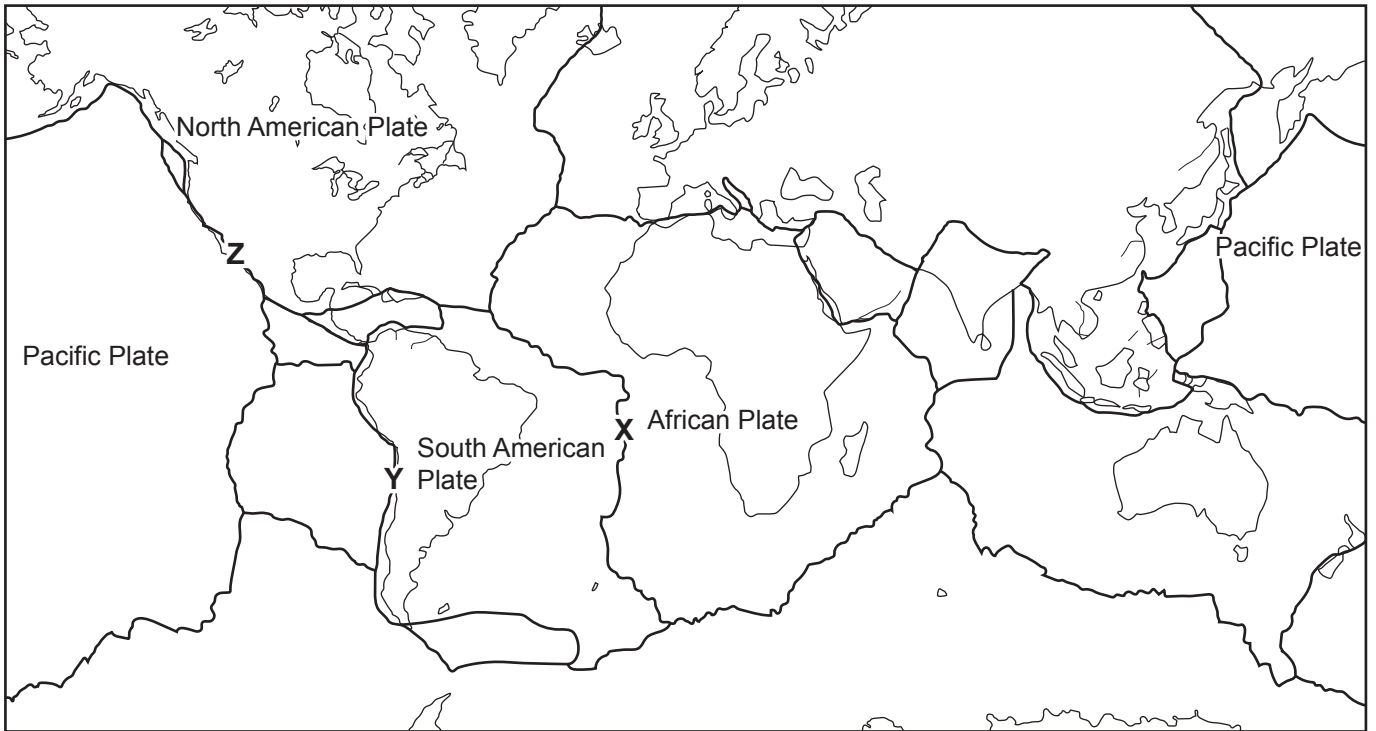 North American Plate
Z
Pacific Plate
Pacific Plate
X
African Plate
South American
Plate
Y